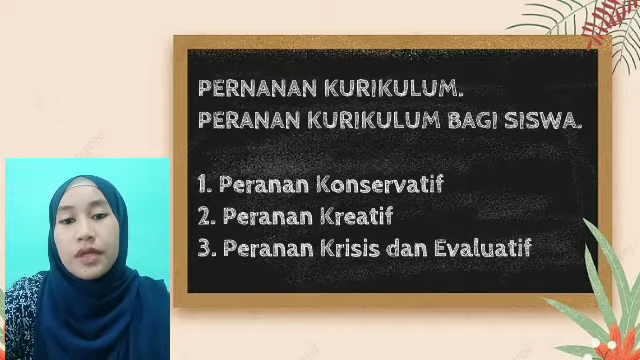 PERNANAN KURIKULUM.
PERANAN KURIKULUM BAGI SISWA.
1. Peranan Konservatif
2. Peranan Kreatif
3. Peranan Krisis dan Evaluatif